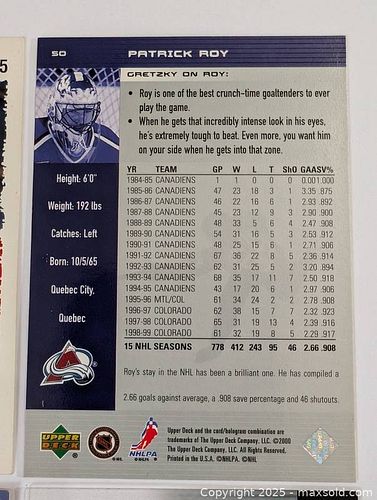 5
50 PATRICK ROY
GRETZKY ON ROY:
• Roy is one of the best crunch-time goaltenders to ever
play the game.
• When he gets that incredibly intense look in his eyes,
he's extremely tough to beat. Even more, you want him
on your side when he gets into that zone.
Height: 6'0"
Weight: 192 lbs
Catches: Left
Born: 10/5/65
Quebec City,
Quebec
YR TEAM GP W L T ShO GAA SV%
1984-85 CANADIENS 1 1 0 0 0 0.00 1.000
1985-86 CANADIENS 47 23 18 3 1 3.35 .875
1986-87 CANADIENS 46 22 16 6 1 2.93 .892
1987-88 CANADIENS 45 23 12 9 3 2.90 .900
1988-89 CANADIENS 48 33 5 6 4 2.47 .908
1989-90 CANADIENS 54 31 16 5 3 2.53 .912
1990-91 CANADIENS 48 25 15 6 1 2.71 .906
1991-92 CANADIENS 67 36 22 8 5 2.36 .914
1992-93 CANADIENS 62 31 25 5 2 3.20 .894
1993-94 CANADIENS 68 35 17 11 7 2.50 .918
1994-95 CANADIENS 43 17 20 6 1 2.97 .906
1995-96 MTL/COL 61 34 24 2 2 2.78 .908
1996-97 COLORADO 62 38 15 7 7 2.32 .923
1997-98 COLORADO 65 31 19 13 4 2.39 .916
1998-99 COLORADO 61 32 19 8 5 2.29 .917
15 NHL SEASONS 778 412 243 95 46 2.66 .908
Roy's stay in the NHL has been a brilliant one. He has compiled a
2.66 goals against average, a .908 save percentage and 46 shutouts.
UPPER DECK
NHL
NHLPA
Upper Deck and the card/hologram combination are
trademarks of The Upper Deck Company, LLC. ©2000
The Upper Deck Company, LLC. All Rights Reserved.
Printed in the U.S.A. ©NHLPA. ©NHL
© Copyright 2025 - maxsold.com